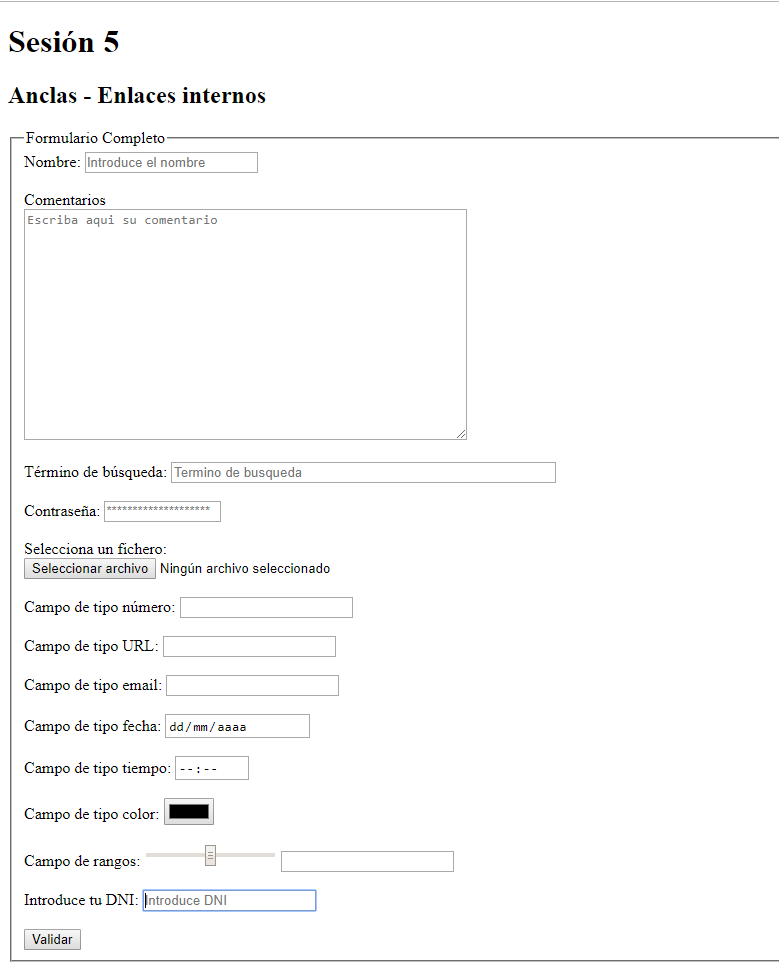 Sesión 5
Anclas - Enlaces internos
Formulario Completo
Nombre: Introduce el nombre
Comentarios
Escriba aqui su comentario
Término de búsqueda: Termino de busqueda
Contraseña: ********************
Selecciona un fichero:
Seleccionar archivo Ningún archivo seleccionado
Campo de tipo número:
Campo de tipo URL:
Campo de tipo email:
Campo de tipo fecha: dd/mm/aaaa
Campo de tipo tiempo: --:--
Campo de tipo color:
Campo de rangos:
Introduce tu DNI: Introduce DNI
Validar